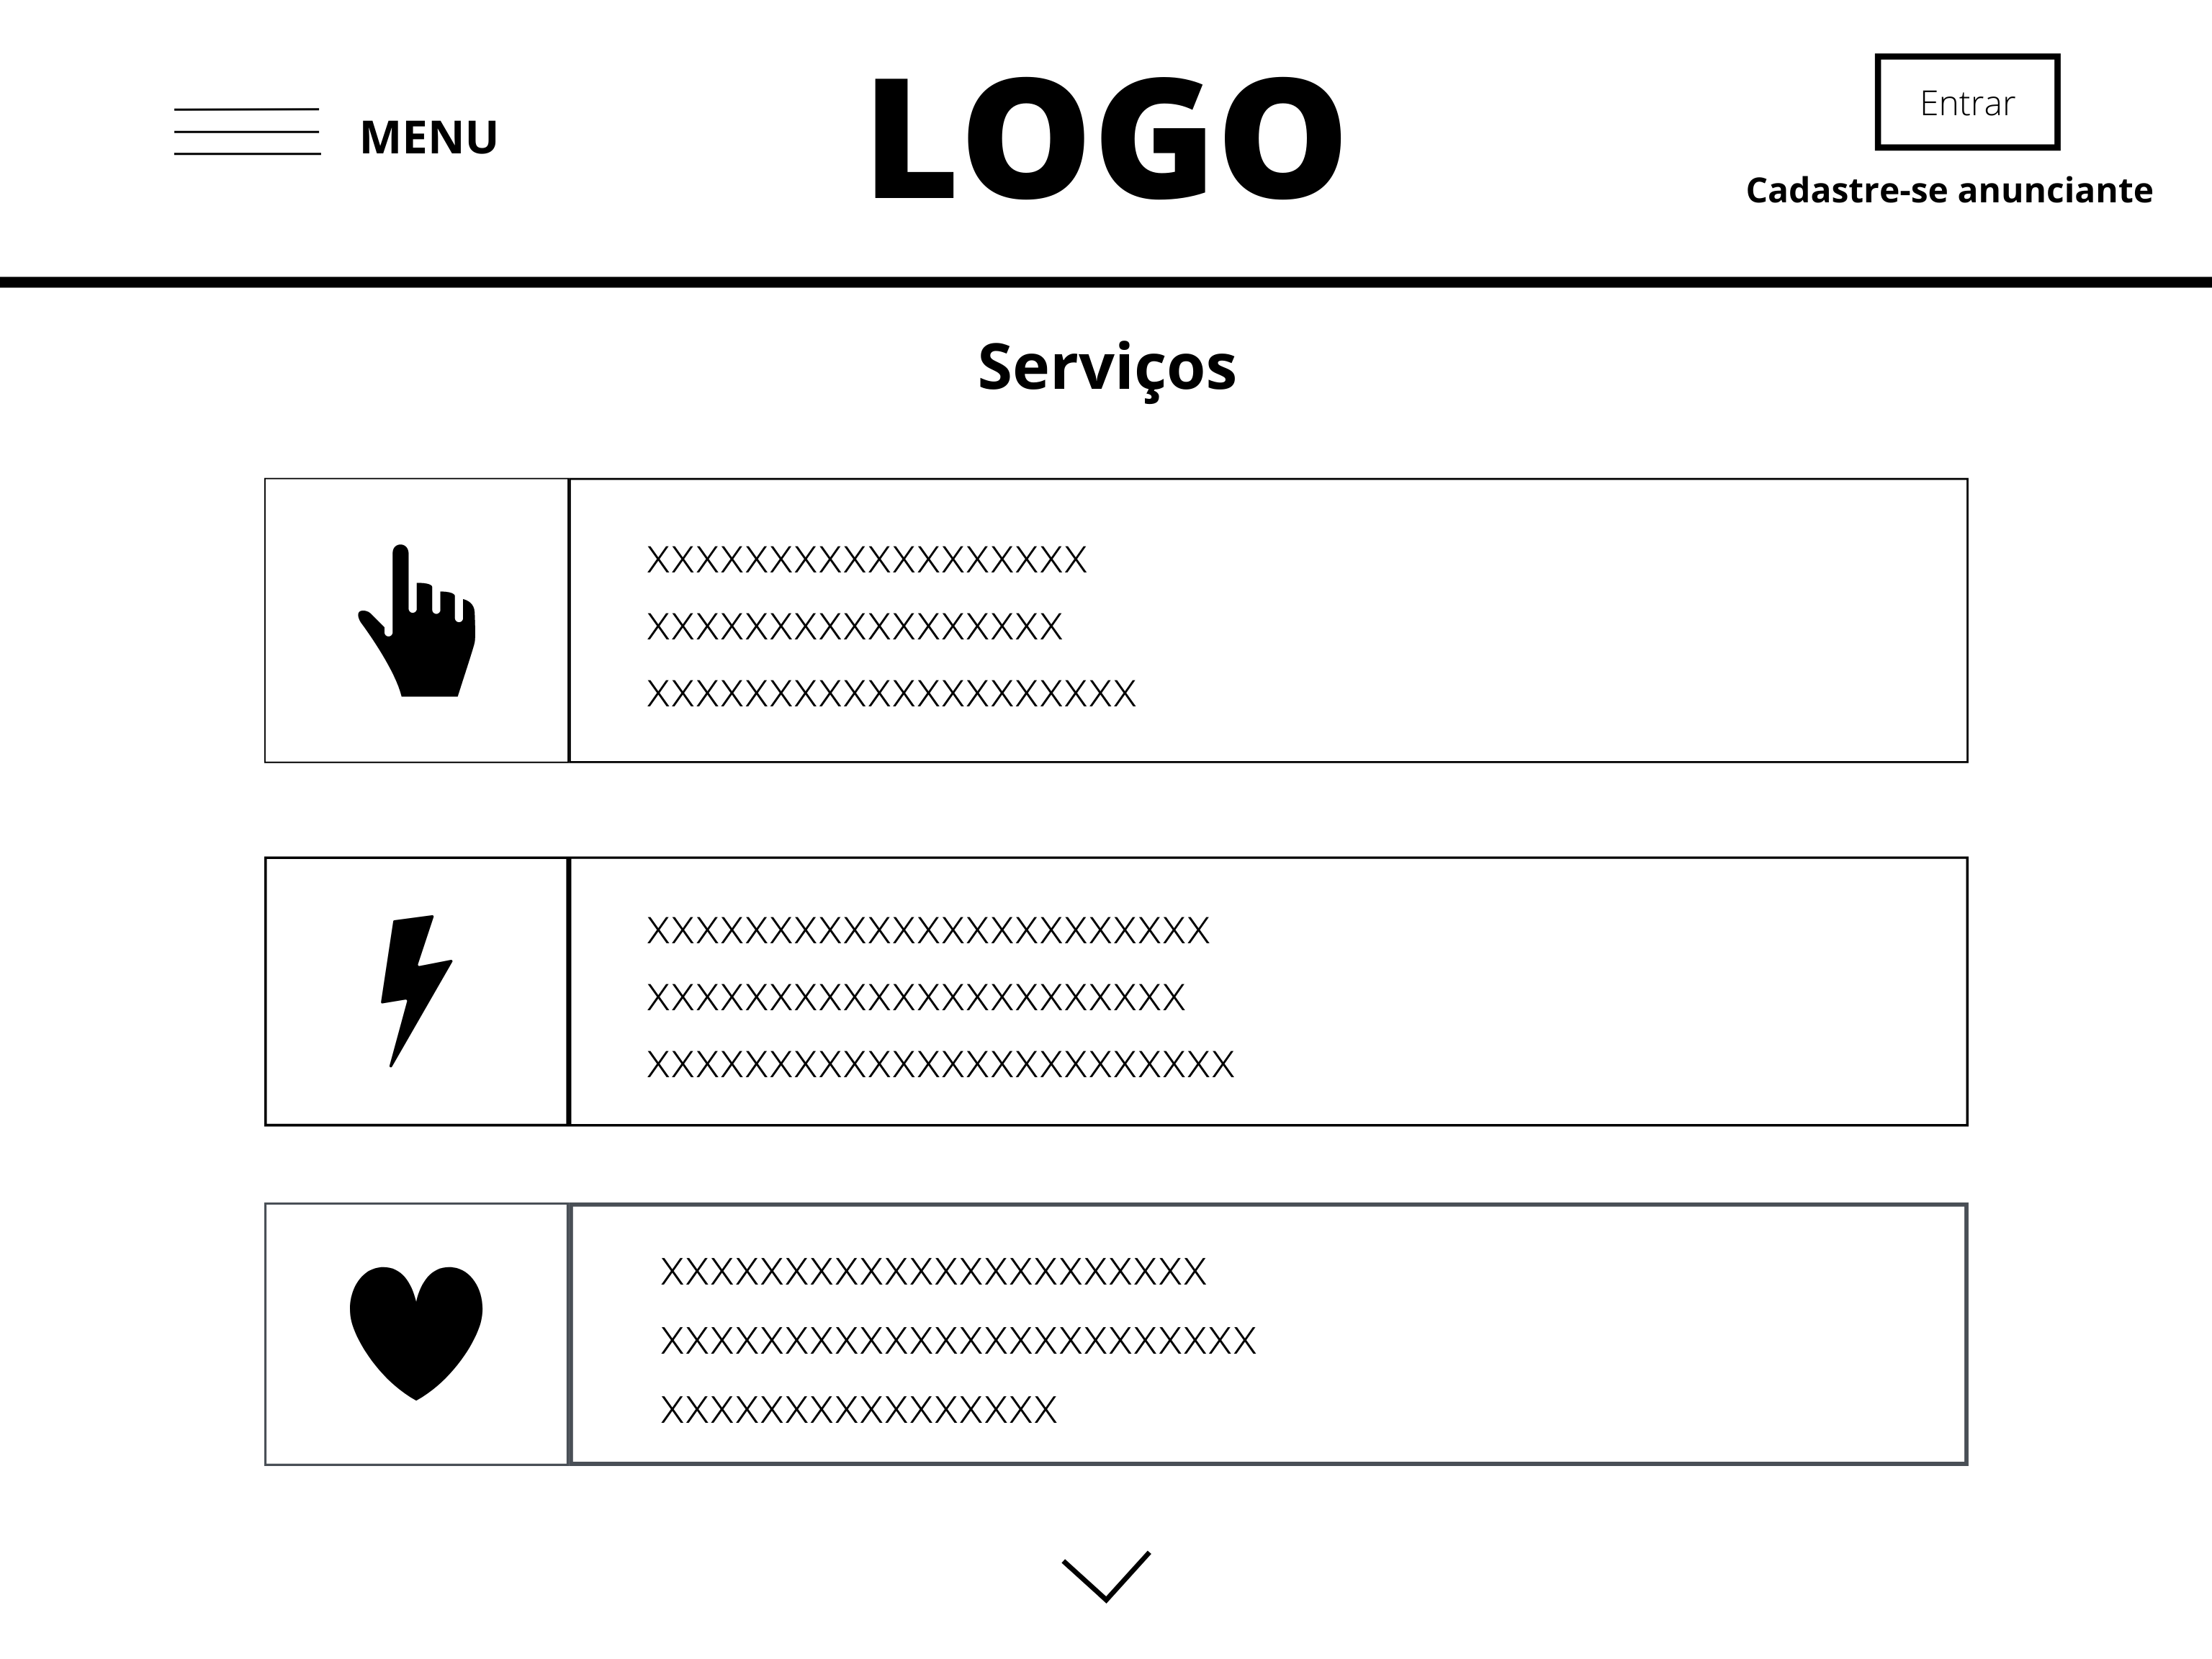 MENU
LOGO
Entrar
Cadastre-se anunciante
Serviços
XXXXXXXXXXXXXXXXXX
XXXXXXXXXXXXXXXXX
XXXXXXXXXXXXXXXXXXXX
XXXXXXXXXXXXXXXXXXXXXXX
XXXXXXXXXXXXXXXXXXXXXX
XXXXXXXXXXXXXXXXXXXXXXXX
XXXXXXXXXXXXXXXXXXXXXX
XXXXXXXXXXXXXXXXXXXXXXXX
XXXXXXXXXXXXXXXX